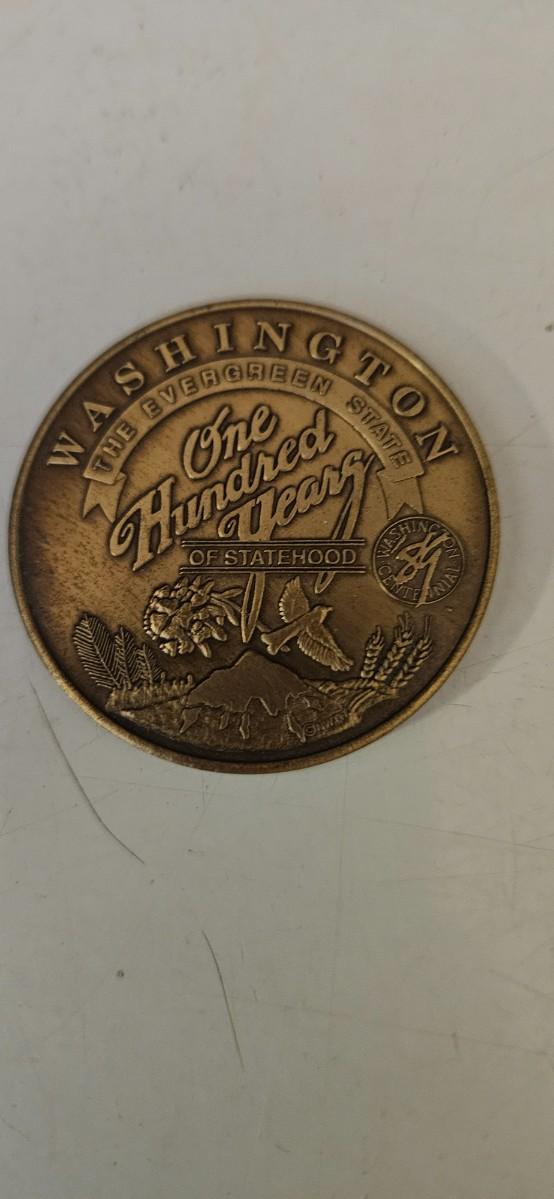 WASHINGTON
THE EVERGREEN STATE
One
Hundred
Years
OF STATEHOOD
WASHINGTON
89
CENTENNIAL